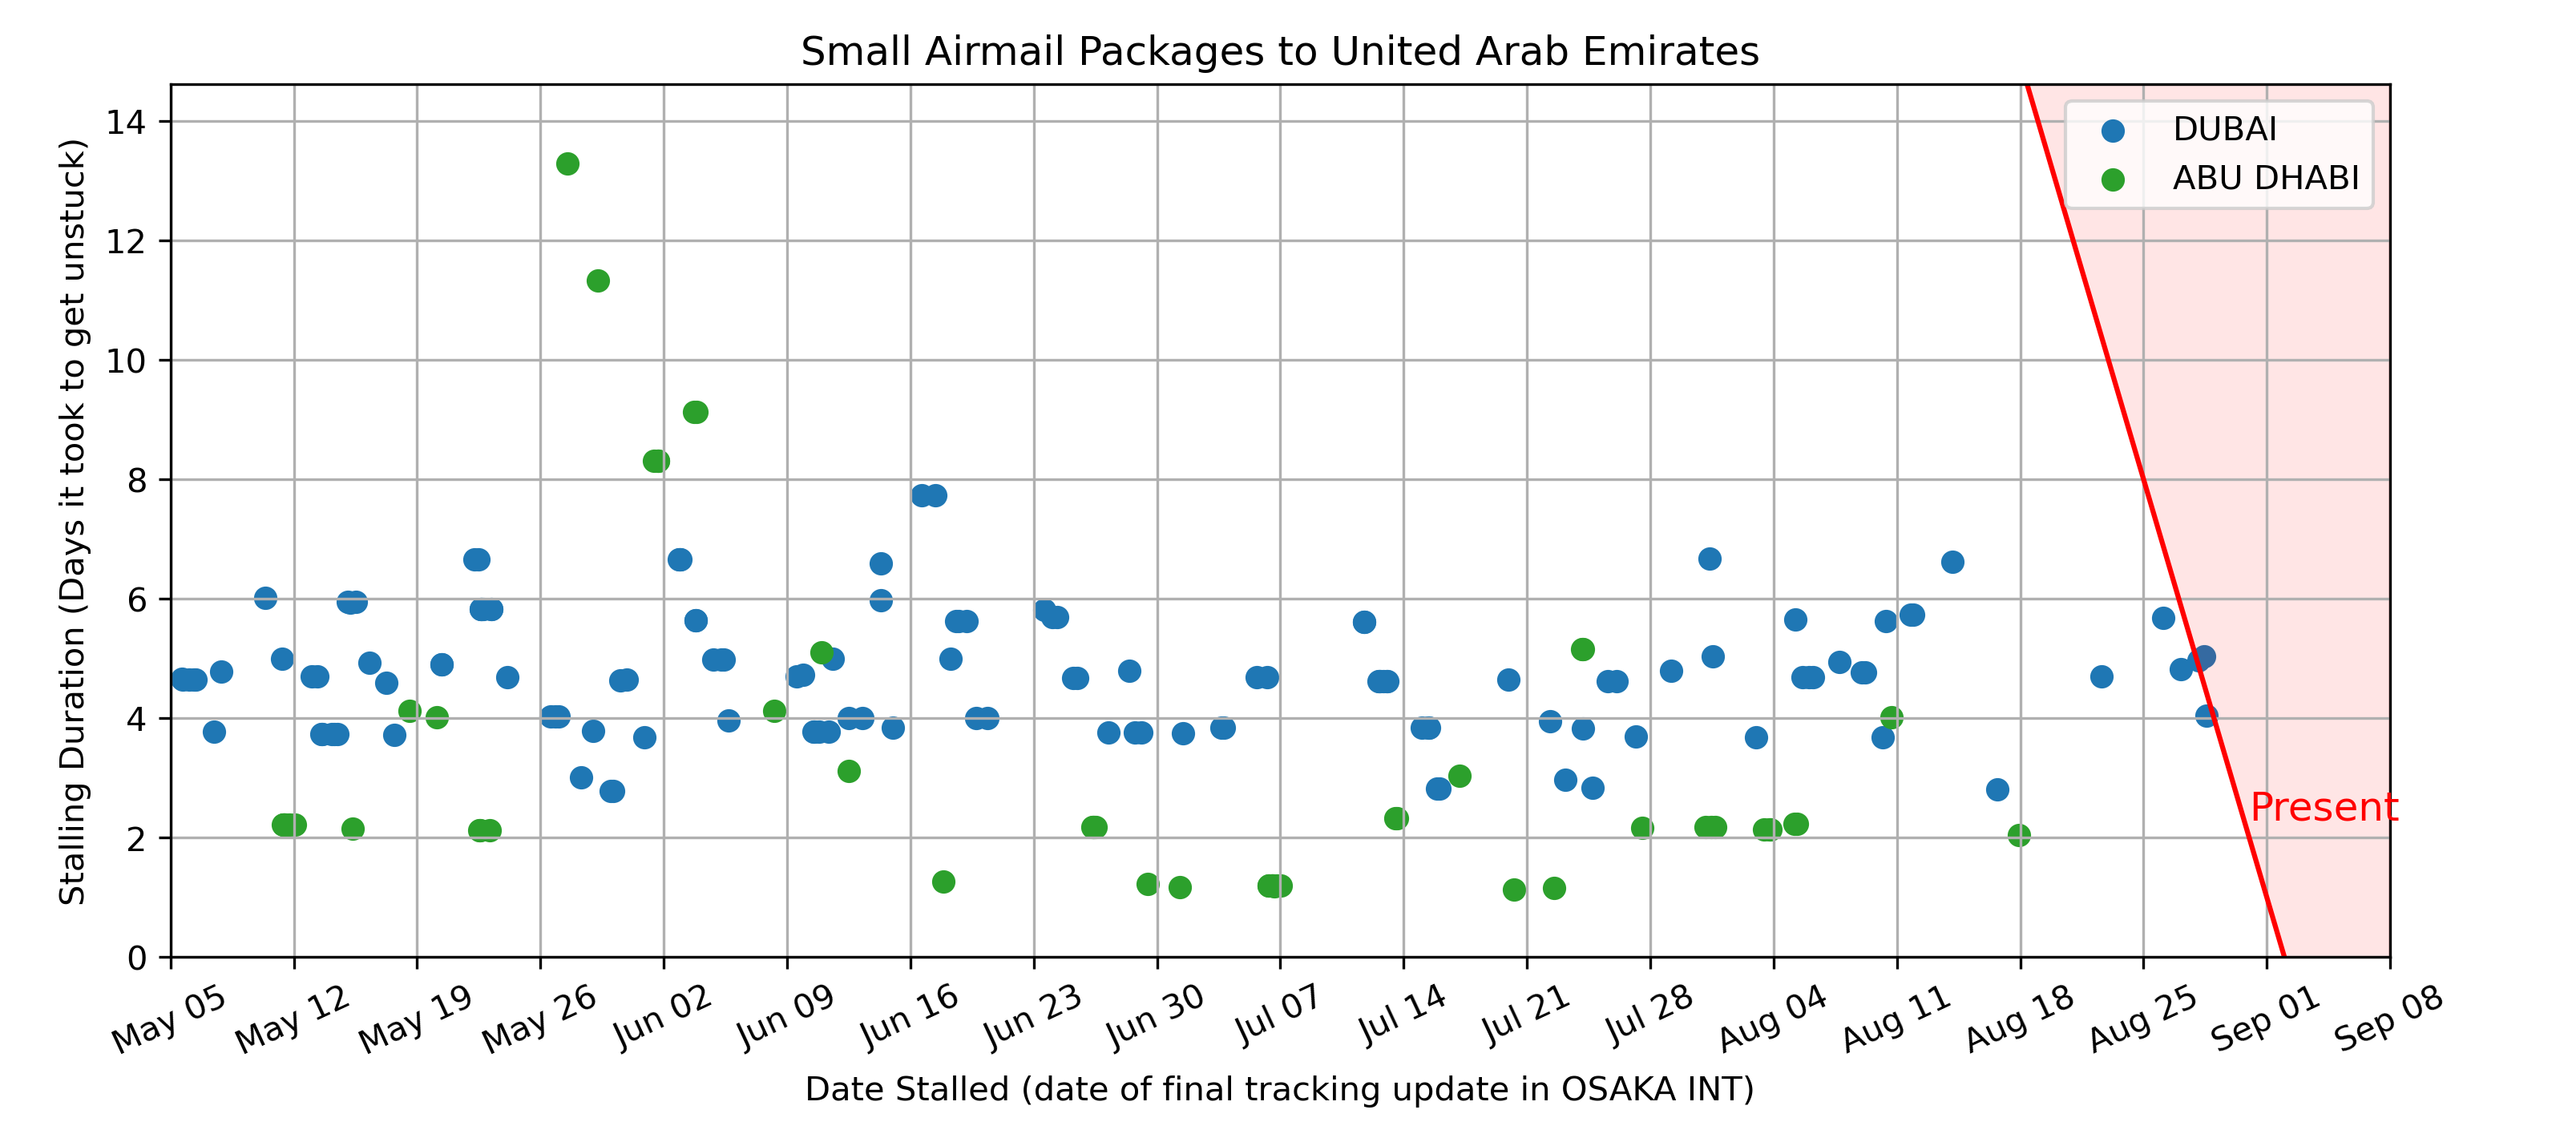 Small Airmail Packages to United Arab Emirates
Stalling Duration (Days it took to get unstuck)
14
12
10
8
6
4
2
0
DUBAI
ABU DHABI
Present
May 05
May 12
May 19
May 26
Jun 02
Jun 09
Jun 16
Jun 23
Jun 30
Jul 07
Jul 14
Jul 21
Jul 28
Aug 04
Aug 11
Aug 18
Aug 25
Sep 01
Sep 08
Date Stalled (date of final tracking update in OSAKA INT)